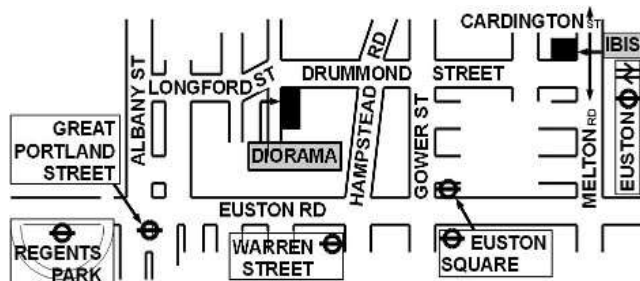 CARDINGTON ST
IBIS
LONGFORD ST
DRUMMOND STREET
HAMPSTEAD RD
ALBANY ST
GREAT
PORTLAND
STREET
DIORAMA
GOWER ST
MELTON RD
EUSTON
EUSTON RD
REGENTS
PARK
WARREN
STREET
EUSTON
SQUARE